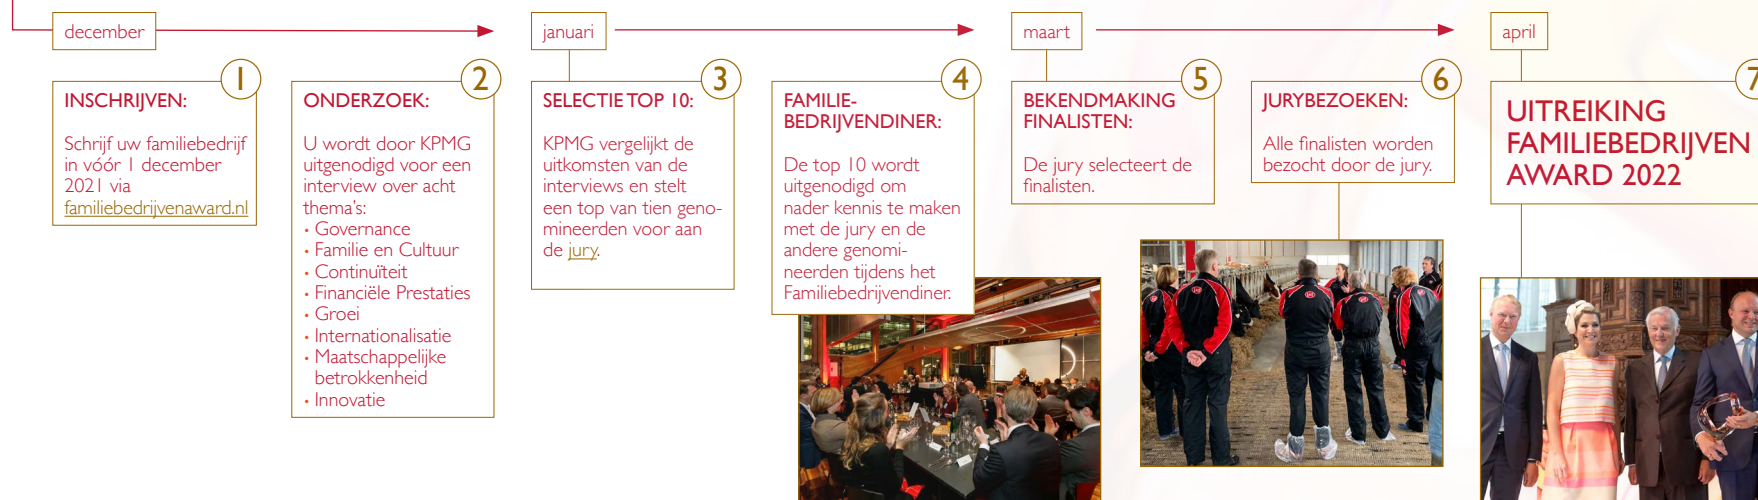 december
januari
maart
april
1
INSCHRIJVEN:
Schrijf uw familiebedrijf
in vóór 1 december
2021 via
familiebedrijvenaward.nl
2
ONDERZOEK:
U wordt door KPMG
uitgenodigd voor een
interview over acht
thema's:
• Governance
• Familie en Cultuur
• Continuïteit
• Financiële Prestaties
• Groei
• Internationalisatie
• Maatschappelijke
betrokkenheid
• Innovatie
3
SELECTIE TOP 10:
KPMG vergelijkt de
uitkomsten van de
interviews en stelt
een top van tien geno-
mineerden voor aan
de jury.
4
FAMILIE-
BEDRIJVENDINER:
De top 10 wordt
uitgenodigd om
nader kennis te maken
met de jury en de
andere genomi-
neerden tijdens het
Familiebedrijvendiner.
5
BEKENDMAKING
FINALISTEN:
De jury selecteert de
finalisten.
6
JURYBEZOEKEN:
Alle finalisten worden
bezocht door de jury.
7
UITREIKING
FAMILIEBEDRIJVEN
AWARD 2022